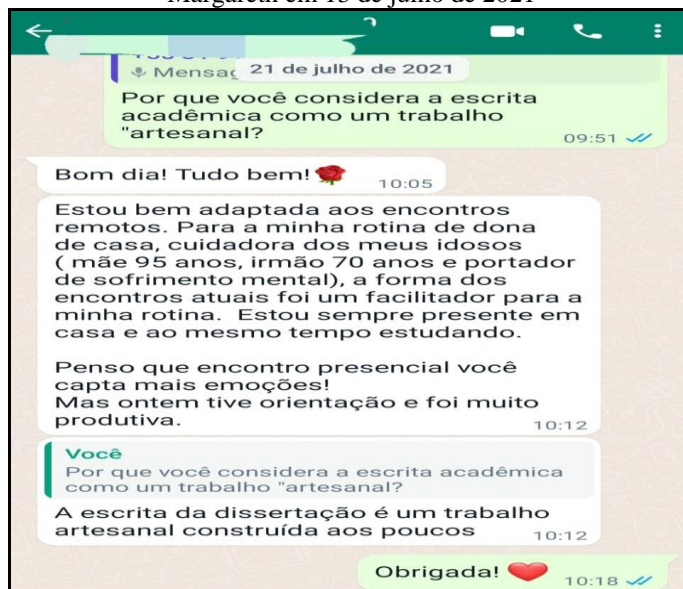 Margareth em 15 de julho de 2021
21 de julho de 2021
Por que você considera a escrita
acadêmica como um trabalho
"artesanal?
09:51
Bom dia! Tudo bem!🌹
10:05
Estou bem adaptada aos encontros
remotos. Para a minha rotina de dona
de casa, cuidadora dos meus idosos
( mãe 95 anos, irmão 70 anos e portador
de sofrimento mental), a forma dos
encontros atuais foi um facilitador para a
minha rotina. Estou sempre presente em
casa e ao mesmo tempo estudando.
Penso que encontro presencial você
capta mais emoções!
Mas ontem tive orientação e foi muito
produtiva.
10:12
Você
Por que você considera a escrita acadêmica
como um trabalho "artesanal?
A escrita da dissertação é um trabalho
artesanal construída aos poucos
10:12
Obrigada! ❤️
10:18